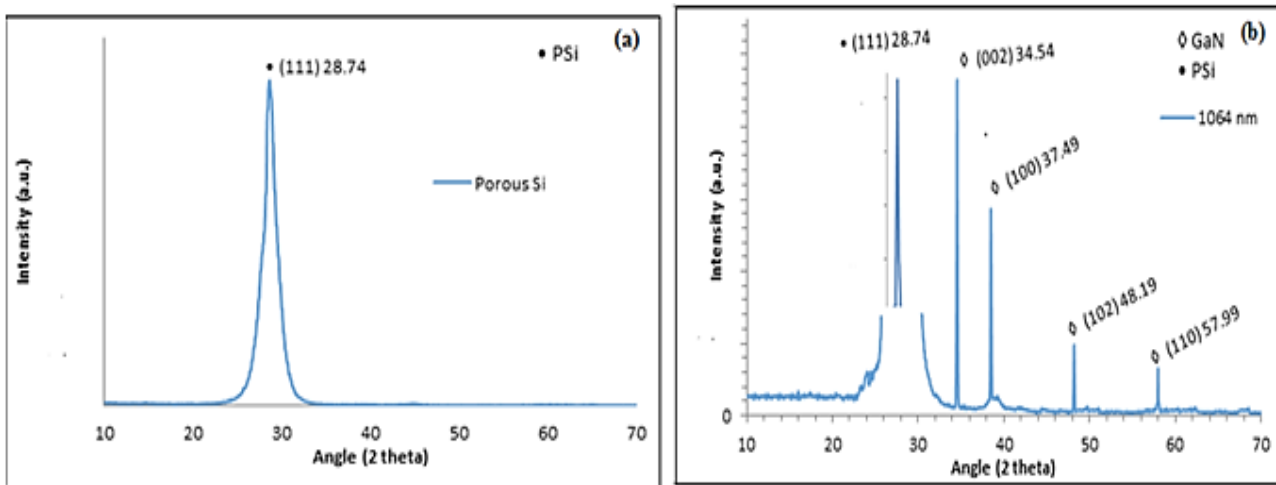 (a)
• PSi
• (111) 28.74
Porous Si
Intensity (a.u.)
10 20 30 40 50 60 70
Angle (2 theta)
(b)
• (111) 28.74
◊ (002) 34.54
◊ GaN
• PSi
1064 nm
◊ (100) 37.49
◊ (102) 48.19
◊ (110) 57.99
Intensity (a.u.)
0
10 20 30 40 50 60 70
Angle (2 theta)